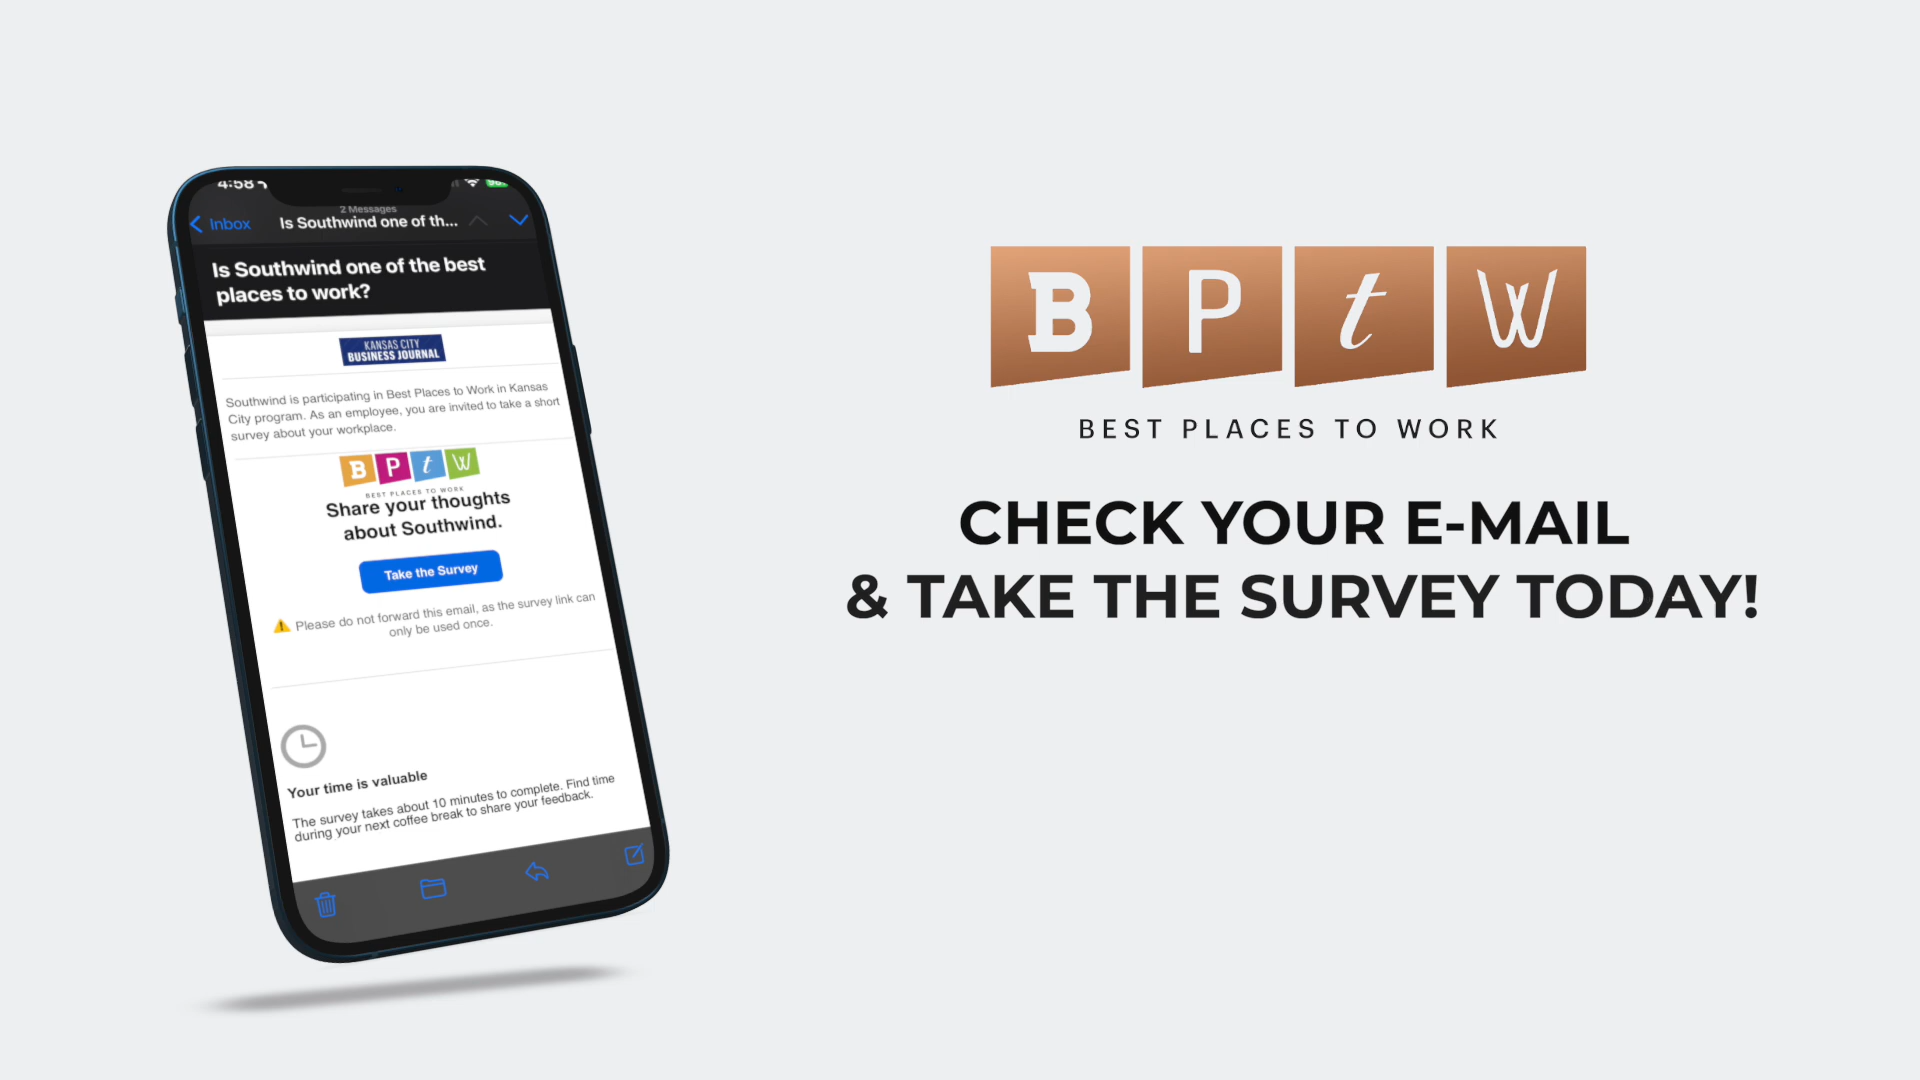 4:58
2 Messages
Inbox
Is Southwind one of th...
Is Southwind one of the best
places to work?
KANSAS CITY
BUSINESS JOURNAL
Southwind is participating in Best Places to Work in Kansas
City program. As an employee, you are invited to take a short
survey about your workplace.
B P t W
BEST PLACES TO WORK
Share your thoughts
about Southwind.
Take the Survey
⚠️ Please do not forward this email, as the survey link can
only be used once.
Your time is valuable
The survey takes about 10 minutes to complete. Find time
during your next coffee break to share your feedback.
B P t W
BEST PLACES TO WORK
CHECK YOUR E-MAIL
& TAKE THE SURVEY TODAY!